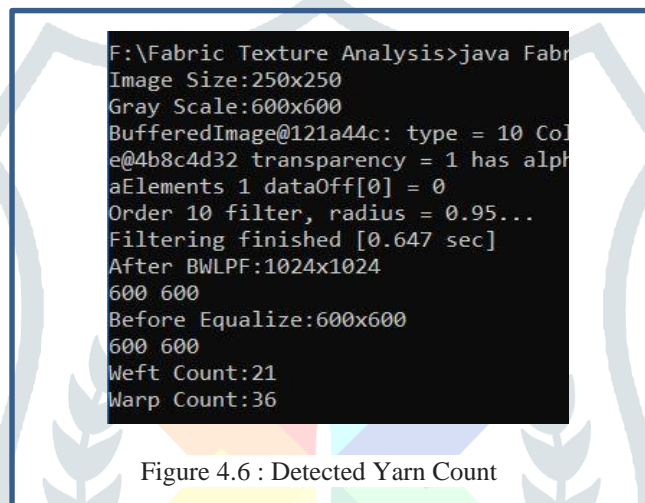 F:\Fabric Texture Analysis>java Fabr
Image Size:250x250
Gray Scale:600x600
BufferedImage@121a44c: type = 10 Col
e@4b8c4d32 transparency = 1 has alph
aElements 1 dataOff[0] = 0
Order 10 filter, radius = 0.95...
Filtering finished [0.647 sec]
After BWLPF:1024x1024
600 600
Before Equalize:600x600
600 600
Weft Count:21
Warp Count:36
Figure 4.6 : Detected Yarn Count